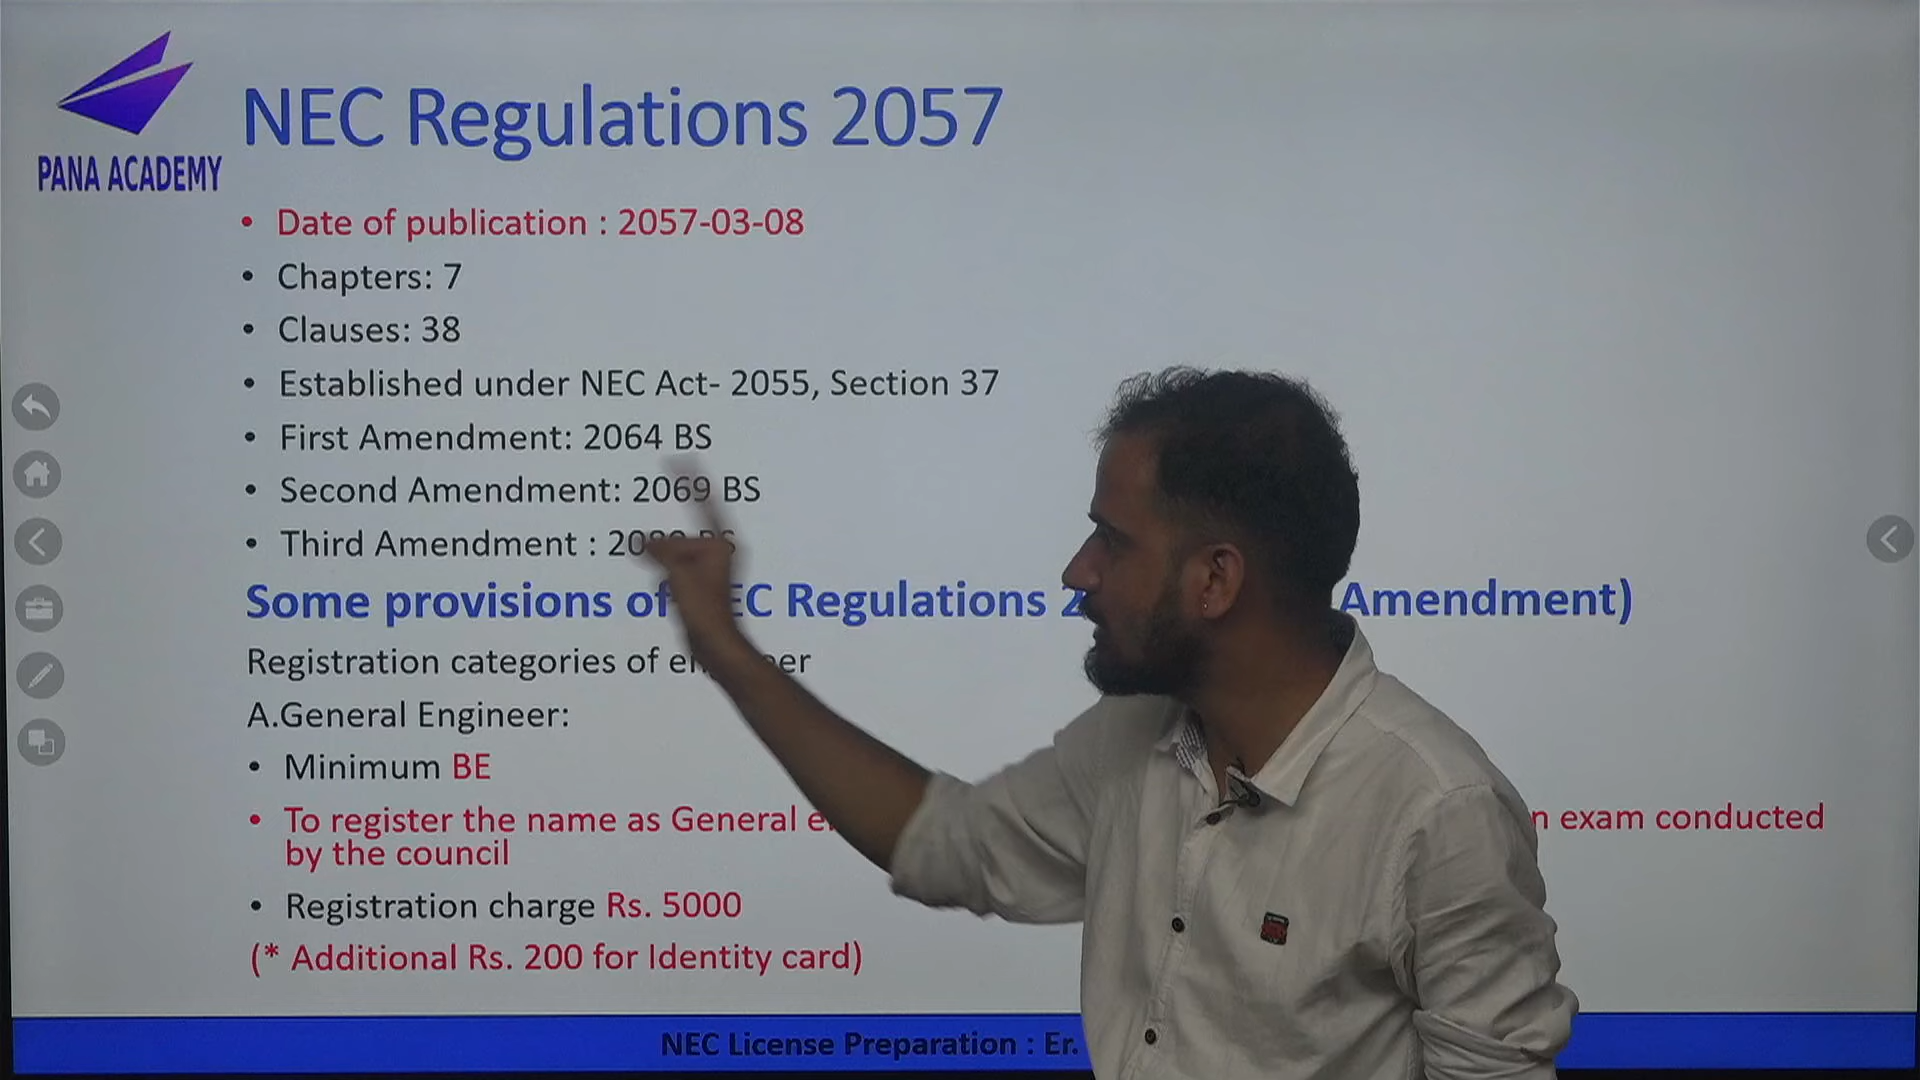 PANA ACADEMY
NEC Regulations 2057
• Date of publication : 2057-03-08
• Chapters: 7
• Clauses: 38
• Established under NEC Act- 2055, Section 37
• First Amendment: 2064 BS
• Second Amendment: 2069 BS
• Third Amendment :
Some provisions of NEC Regulations Amendment)
Registration categories of engineer
A.General Engineer:
• Minimum BE
• To register the name as General exam conducted
by the council
• Registration charge Rs. 5000
(* Additional Rs. 200 for Identity card)
NEC License Preparation : Er.